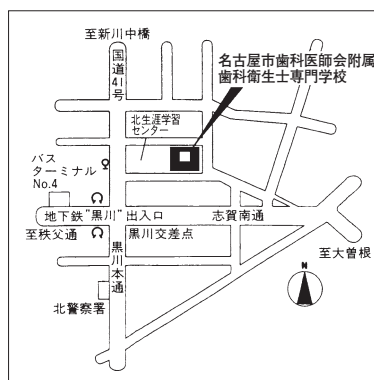 至新川中橋
国道41号
名古屋市歯科医師会附属
歯科衛生士専門学校
北生涯学習
センター
バス
ターミナル
No.4
地下鉄"黒川"出入口
志賀南通
至秩父通
黒川交差点
黒川本通
至大曽根
北警察署
N